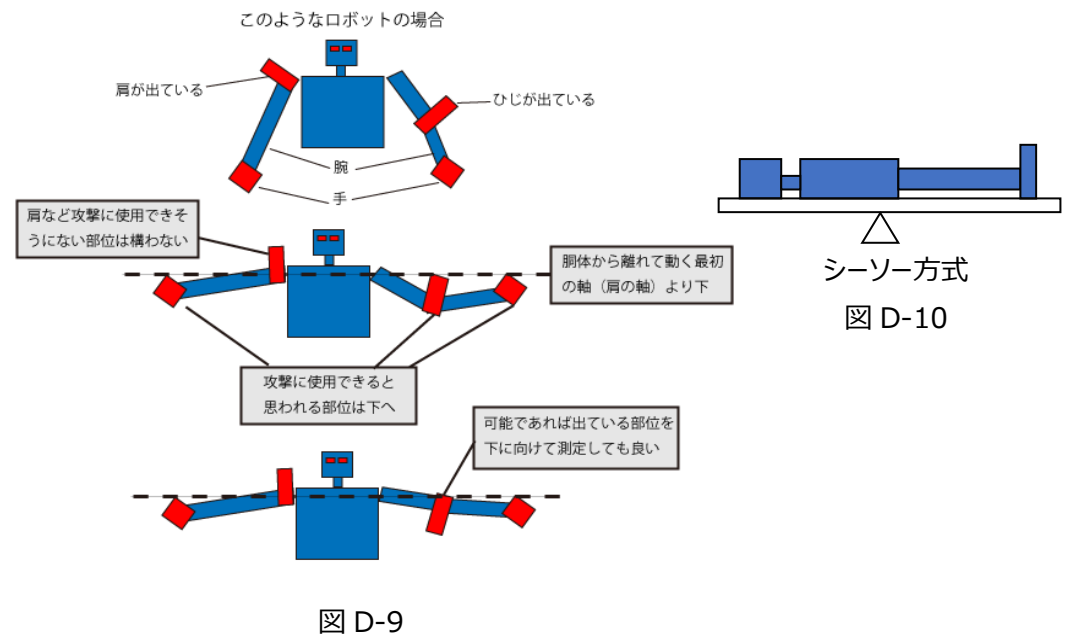 このようなロボットの場合
肩が出ている
ひじが出ている
腕
手
肩など攻撃に使用できそ
うにない部位は構わない
胴体から離れて動く最初
の軸（肩の軸）より下
攻撃に使用できると
思われる部位は下へ
可能であれば出ている部位を
下に向けて測定しても良い
図 D-9
シーソー方式
図 D-10